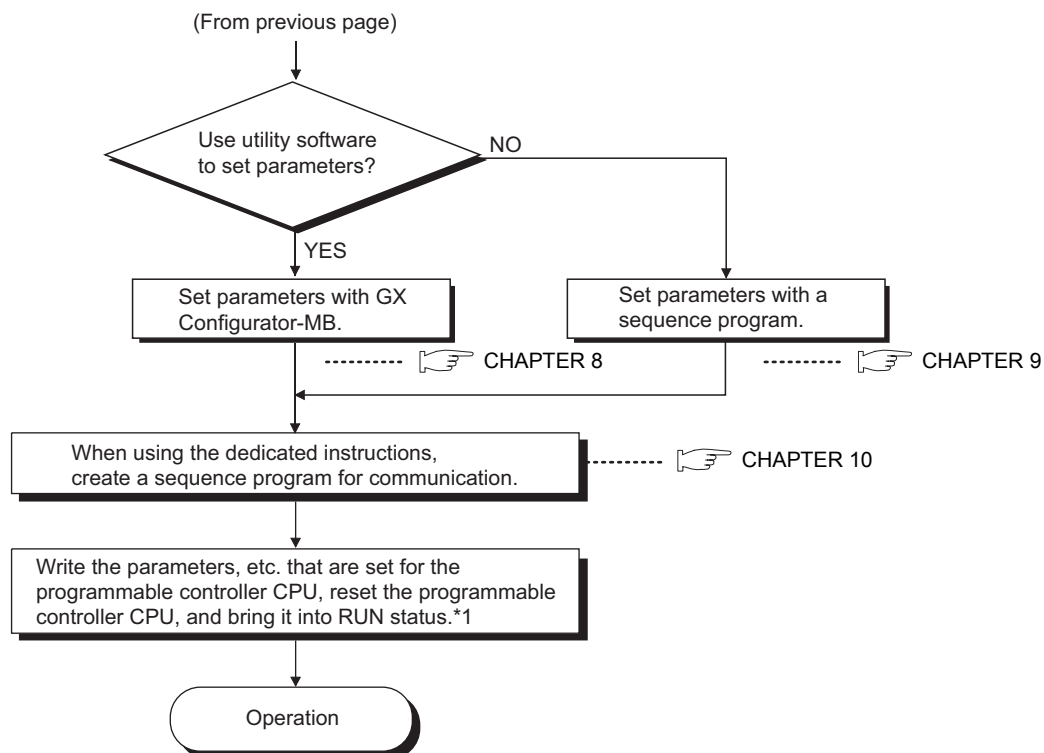 (From previous page)
Use utility software
to set parameters?
NO
YES
Set parameters with GX
Configurator-MB.
Set parameters with a
sequence program.
CHAPTER 8
CHAPTER 9
When using the dedicated instructions,
create a sequence program for communication.
CHAPTER 10
Write the parameters, etc. that are set for the
programmable controller CPU, reset the programmable
controller CPU, and bring it into RUN status.*1
Operation